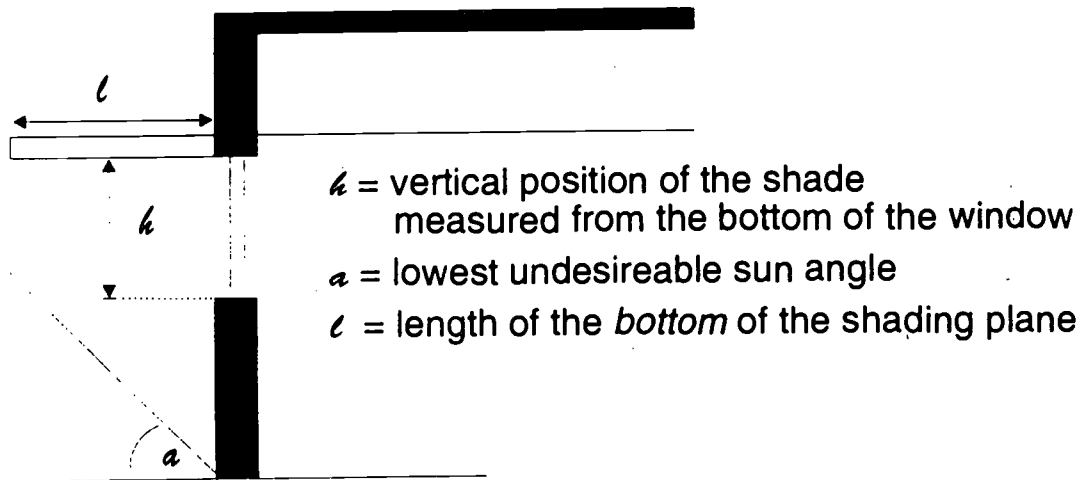 ℓ
h
h = vertical position of the shade
measured from the bottom of the window
a = lowest undesireable sun angle
ℓ = length of the bottom of the shading plane
a